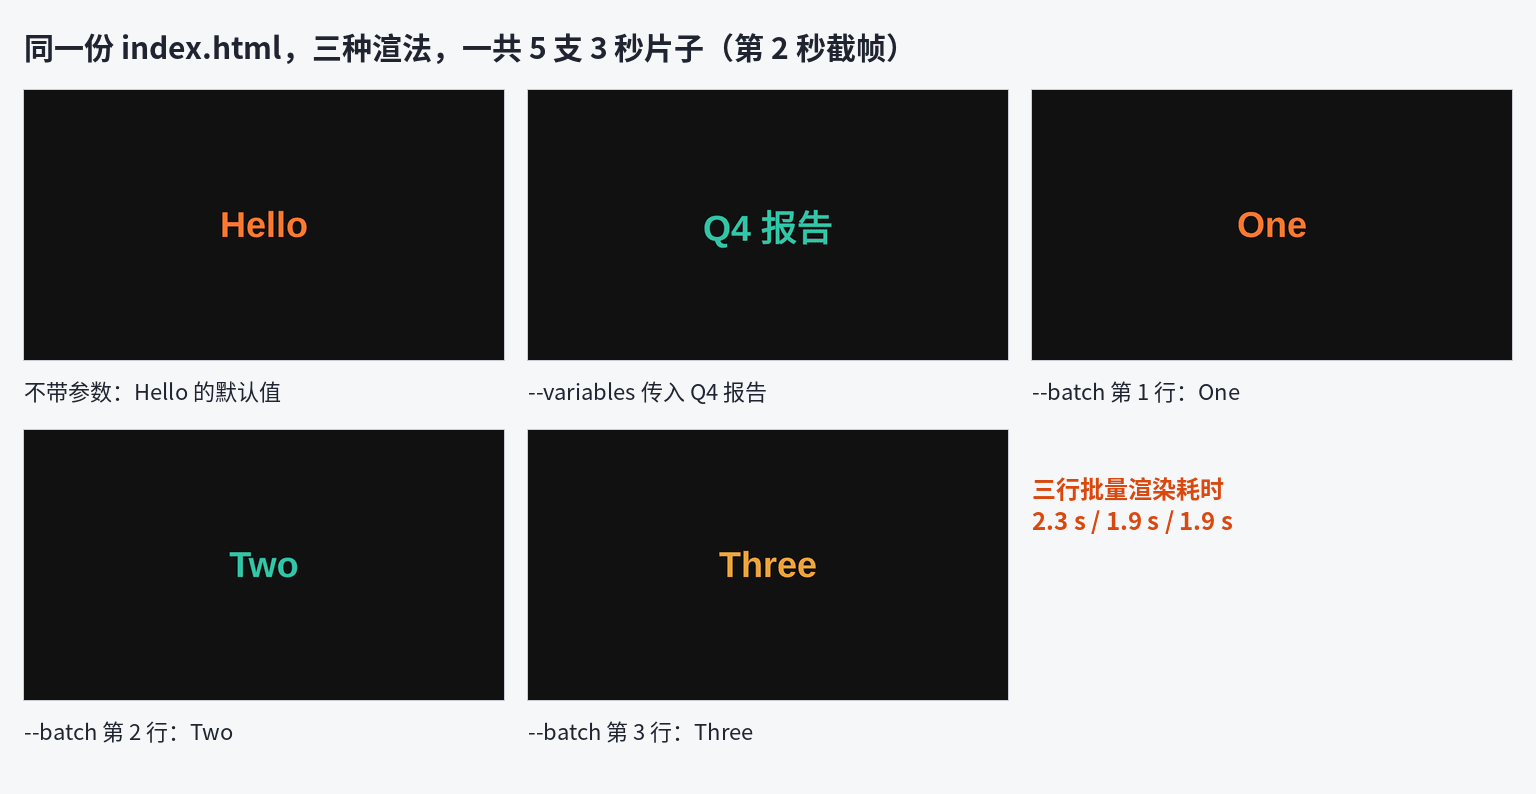 同一份 index.html，三种渲法，一共 5 支 3 秒片子（第 2 秒截帧）
Hello
Q4 报告
One
不带参数：Hello 的默认值
--variables 传入 Q4 报告
--batch 第 1 行：One
Two
Three
三行批量渲染耗时
2.3 s / 1.9 s / 1.9 s
--batch 第 2 行：Two
--batch 第 3 行：Three